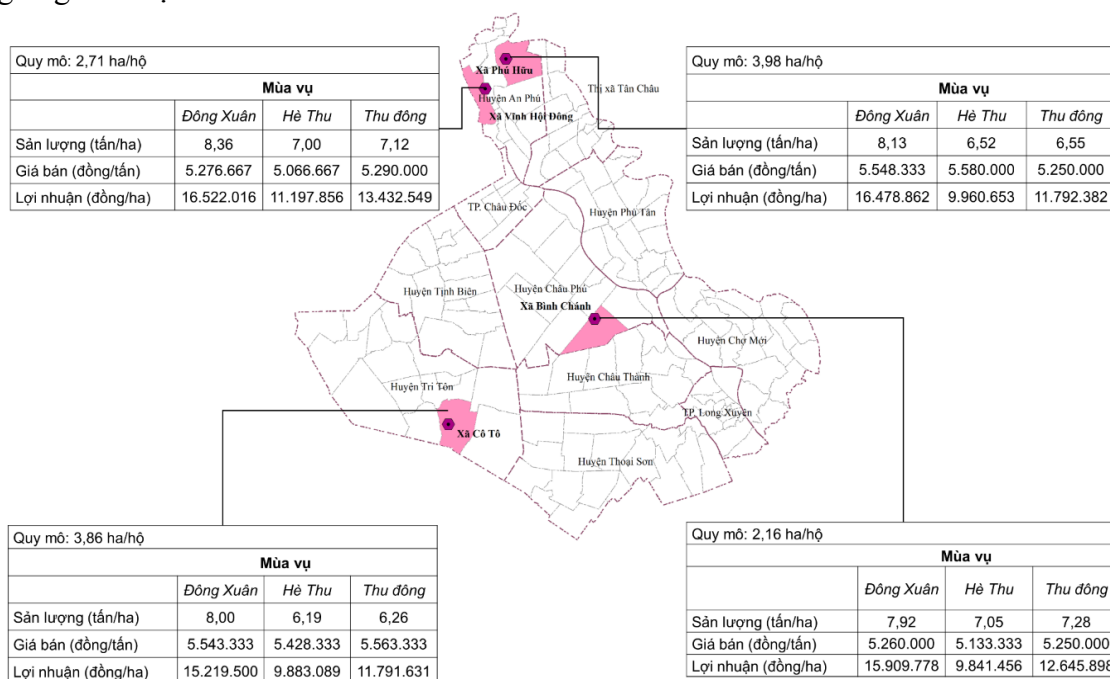 Quy mô: 2,71 ha/hộ
Mùa vụ
Đông Xuân Hè Thu Thu đông
Sản lượng (tấn/ha) 8,36 7,00 7,12
Giá bán (đồng/tấn) 5.276.667 5.066.667 5.290.000
Lợi nhuận (đồng/ha) 16.522.016 11.197.856 13.432.549
Quy mô: 3,98 ha/hộ
Mùa vụ
Đông Xuân Hè Thu Thu đông
Sản lượng (tấn/ha) 8,13 6,52 6,55
Giá bán (đồng/tấn) 5.548.333 5.580.000 5.250.000
Lợi nhuận (đồng/ha) 16.478.862 9.960.653 11.792.382
Xã Phú Hữu
Thị xã Tân Châu
Huyện An Phú
Xã Vĩnh Hội Đông
TP. Châu Đốc
Huyện Phú Tân
Huyện Tịnh Biên
Huyện Châu Phú
Xã Bình Chánh
Huyện Chợ Mới
Huyện Châu Thành
Huyện Tri Tôn
TP. Long Xuyên
Xã Cô Tô
Huyện Thoại Sơn
Quy mô: 3,86 ha/hộ
Mùa vụ
Đông Xuân Hè Thu Thu đông
Sản lượng (tấn/ha) 8,00 6,19 6,26
Giá bán (đồng/tấn) 5.543.333 5.428.333 5.563.333
Lợi nhuận (đồng/ha) 15.219.500 9.883.089 11.791.631
Quy mô: 2,16 ha/hộ
Mùa vụ
Đông Xuân Hè Thu Thu đông
Sản lượng (tấn/ha) 7,92 7,05 7,28
Giá bán (đồng/tấn) 5.260.000 5.133.333 5.250.000
Lợi nhuận (đồng/ha) 15.909.778 9.841.456 12.645.898